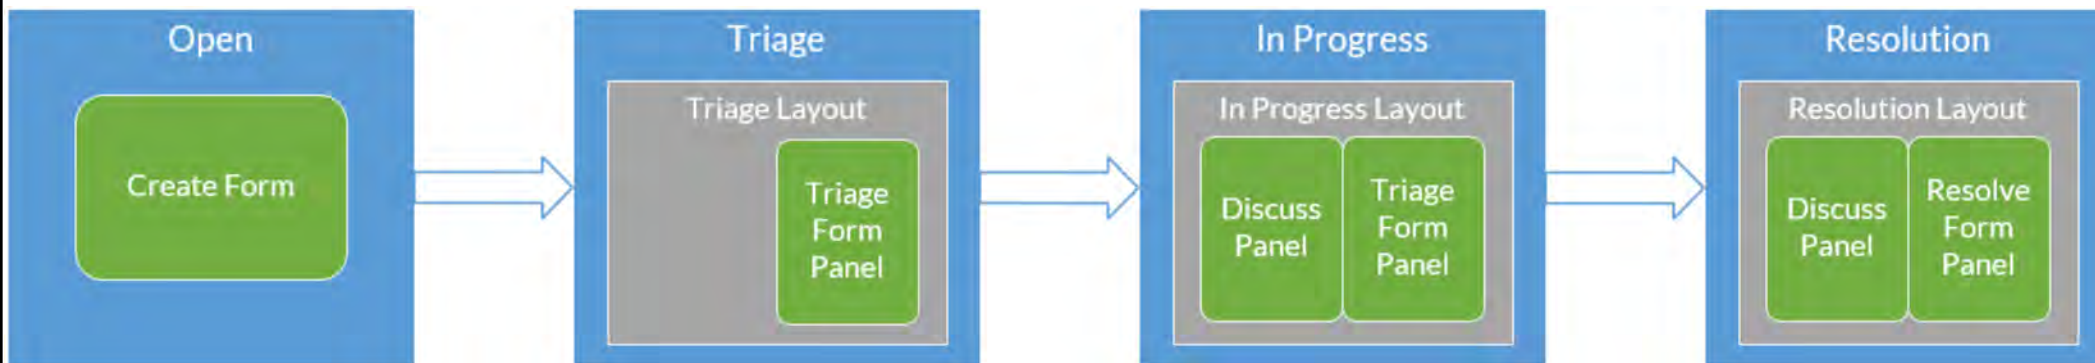 Open
Create Form
Triage
Triage Layout
Triage
Form
Panel
In Progress
In Progress Layout
Discuss
Panel
Triage
Form
Panel
Resolution
Resolution Layout
Discuss
Panel
Resolve
Form
Panel